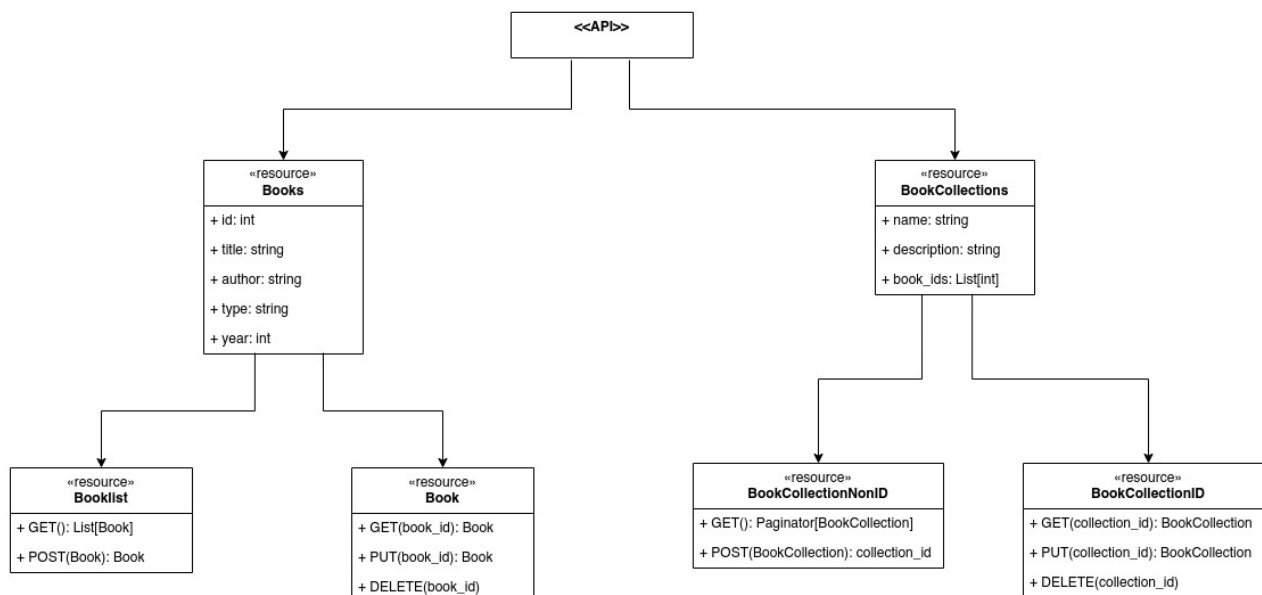 <<API>>
«resource»
Books
+ id: int
+ title: string
+ author: string
+ type: string
+ year: int
«resource»
BookCollections
+ name: string
+ description: string
+ book_ids: List[int]
«resource»
Booklist
+ GET(): List[Book]
+ POST(Book): Book
«resource»
Book
+ GET(book_id): Book
+ PUT(book_id): Book
+ DELETE(book_id)
«resource»
BookCollectionNonID
+ GET(): Paginator[BookCollection]
+ POST(BookCollection): collection_id
«resource»
BookCollectionID
+ GET(collection_id): BookCollection
+ PUT(collection_id): BookCollection
+ DELETE(collection_id)